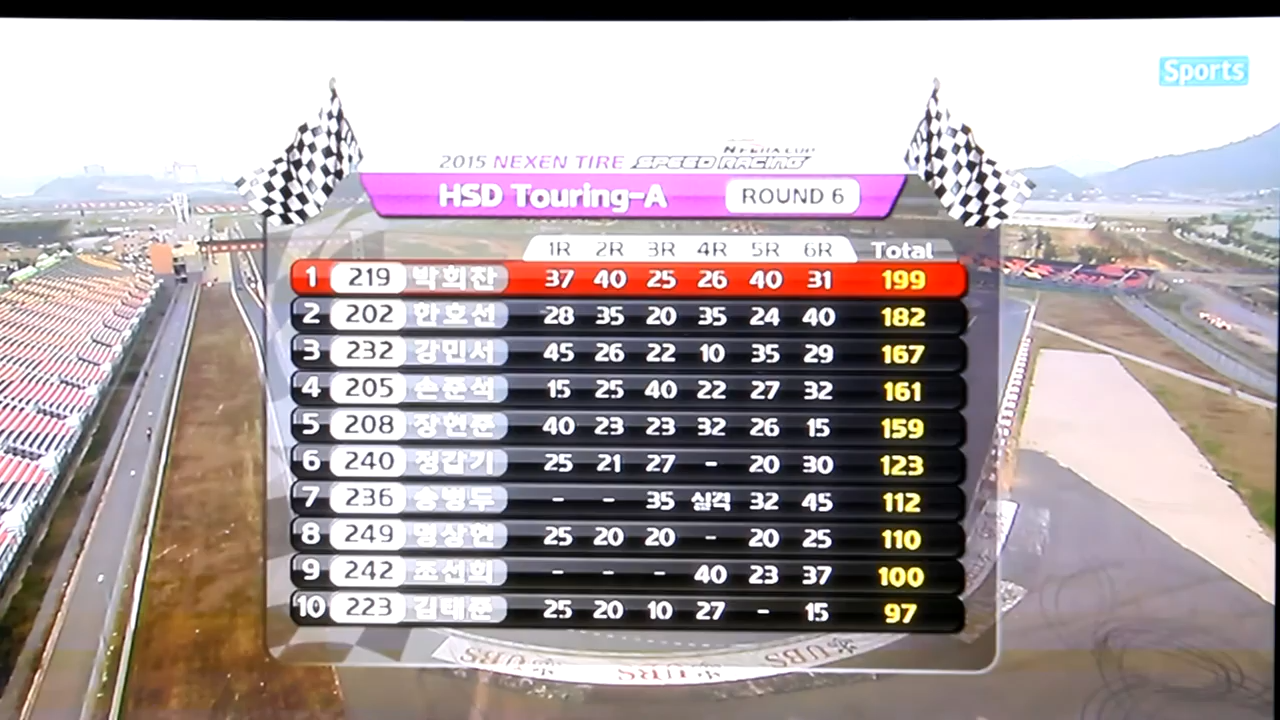 Sports
N-FERA CUP
2015 NEXEN TIRE SPEED RACING
HSD Touring-A ROUND 6
1R 2R 3R 4R 5R 6R Total
1 219 박희찬 37 40 25 26 40 31 199
2 202 한호선 28 35 20 35 24 40 182
3 232 강민서 45 26 22 10 35 29 167
4 205 손준석 15 25 40 22 27 32 161
5 208 40 23 23 32 26 15 159
6 240 정갑기 25 21 27 - 20 30 123
7 236 송병두 - - 35 실격 32 45 112
8 249 명상현 25 20 20 - 20 25 110
9 242 조선희 - - - 40 23 37 100
10 223 김태준 25 20 10 27 - 15 97
UBS UBS UBS